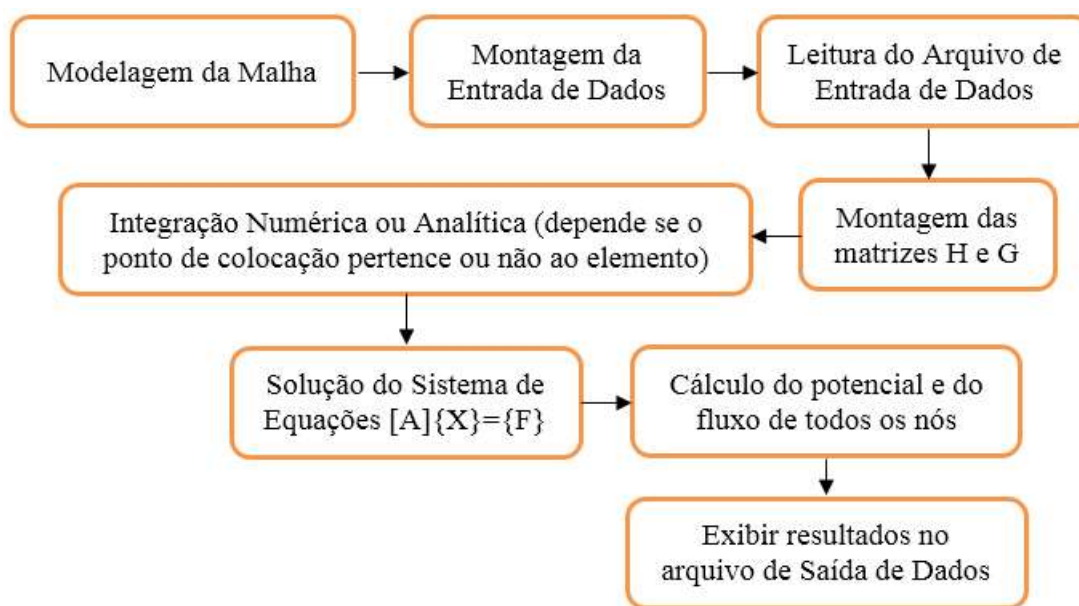 Modelagem da Malha
Montagem da
Entrada de Dados
Leitura do Arquivo de
Entrada de Dados
Montagem das
matrizes H e G
Integração Numérica ou Analítica (depende se o
ponto de colocação pertence ou não ao elemento)
Solução do Sistema de
Equações [A]{X}={F}
Cálculo do potencial e do
fluxo de todos os nós
Exibir resultados no
arquivo de Saída de Dados